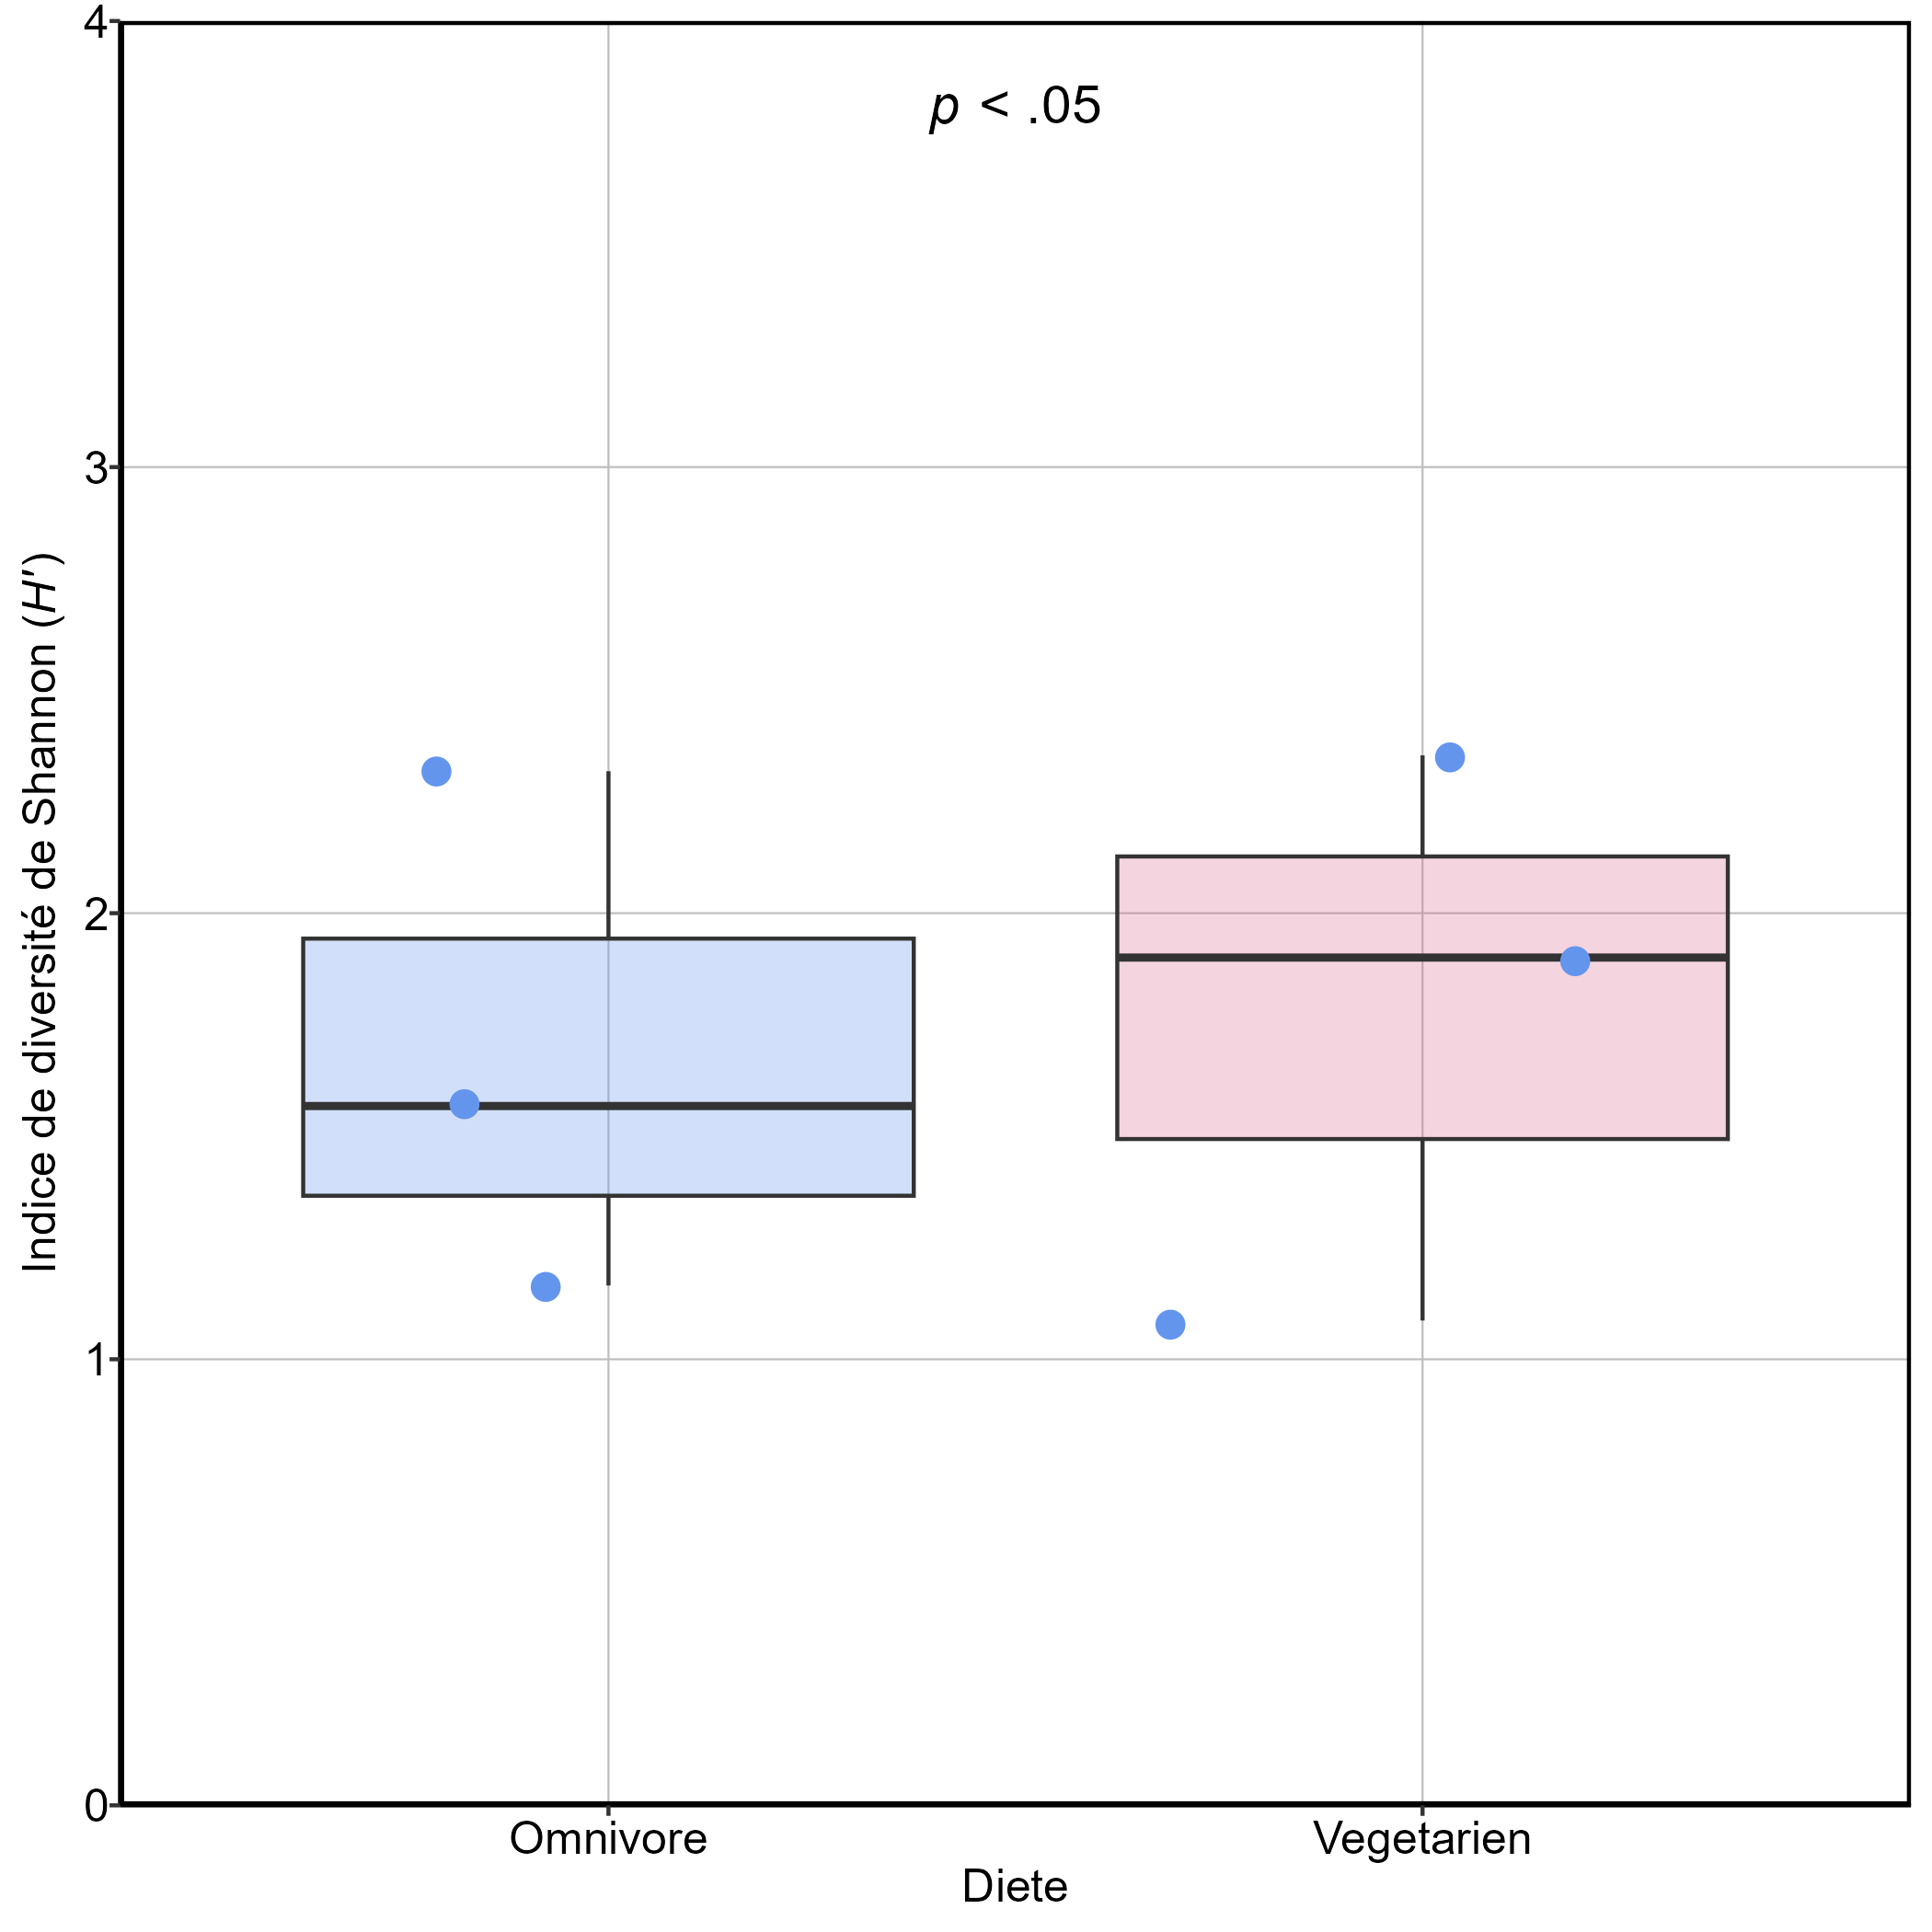 p < .05
Indice de diversité de Shannon (H')
4
3
2
1
0
Omnivore
Vegetarien
Diete